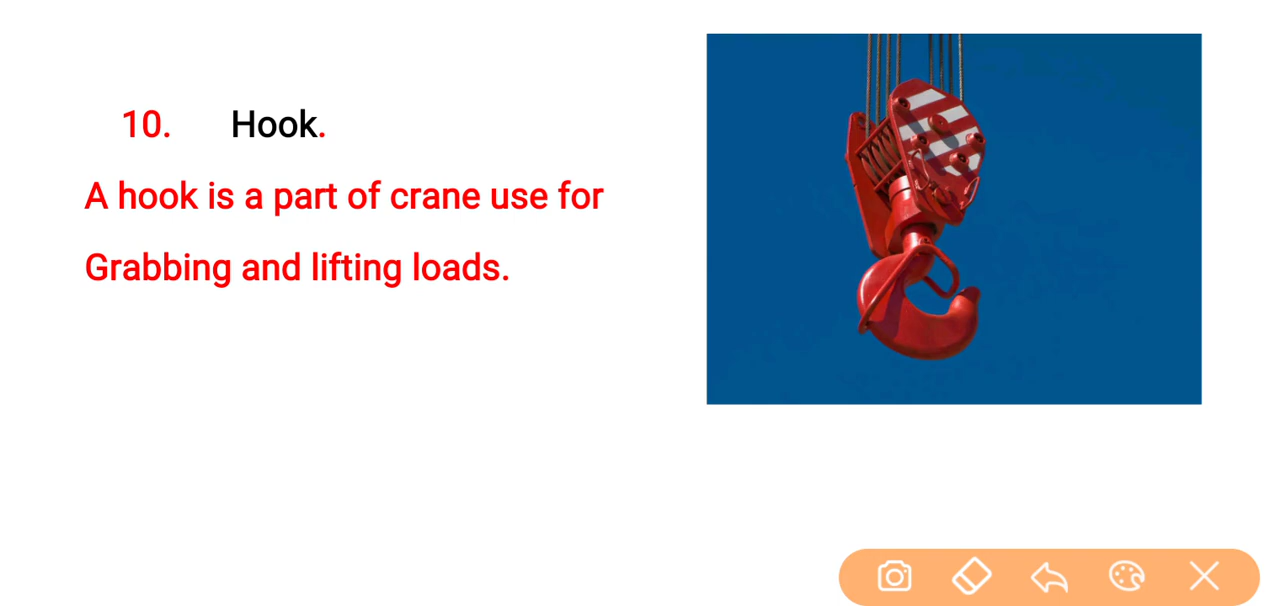 10. Hook.
A hook is a part of crane use for
Grabbing and lifting loads.